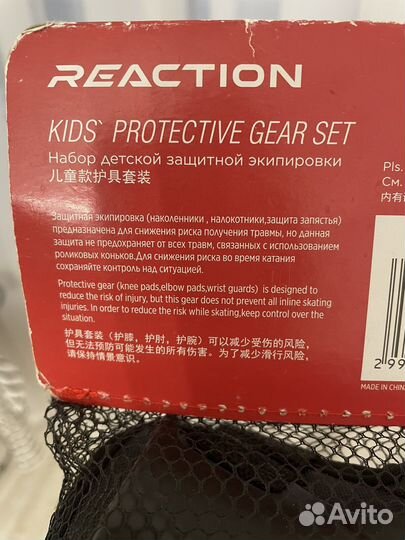 REACTION
KIDS` PROTECTIVE GEAR SET
Набор детской защитной экипировки
儿童款护具套装
Pls.
См.
内有
Защитная экипировка (наколенники , налокотники,защита запястья)
предназначена для снижения риска получения травмы, но данная
защита не предохраняет от всех травм, связанных с использованием
роликовых коньков.Для снижения риска во время катания
сохраняйте контроль над ситуацией.
Protective gear (knee pads,elbow pads,wrist guards) is designed to
reduce the risk of injury, but this gear does not prevent all inline skating
injuries. In order to reduce the risk while skating,keep control over the
situation.
护具套装（护膝，护肘，护腕）可以减少受伤的风险，
但无法预防可能发生的所有伤害。为了减少滑行风险，
请保持情景意识。
2 99
MADE IN CHINA
Avito